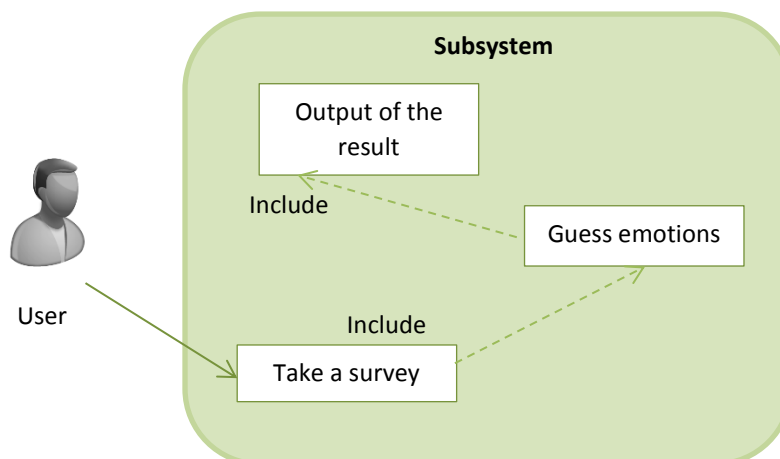 Subsystem
Output of the
result
Include
Guess emotions
User
Include
Take a survey